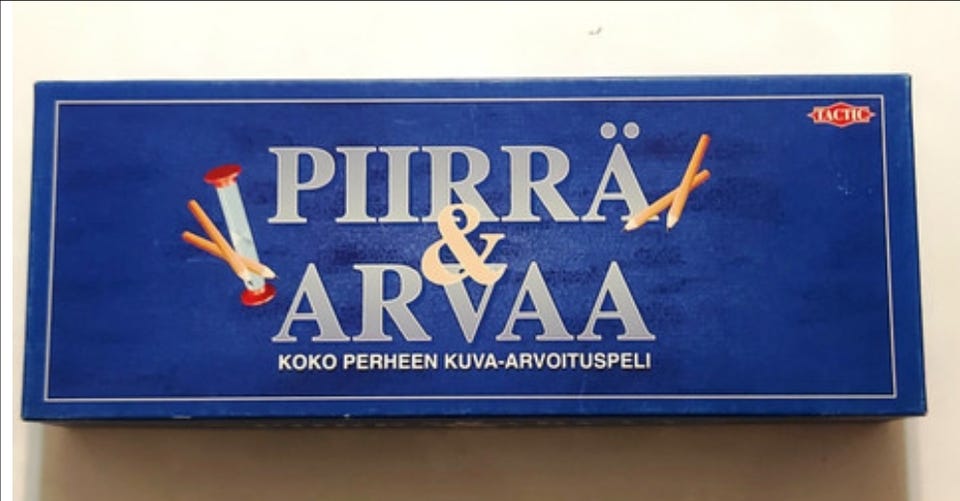 TACTIC
PIIRRÄ
&
ARVAA
KOKO PERHEEN KUVA-ARVOITUSPELI